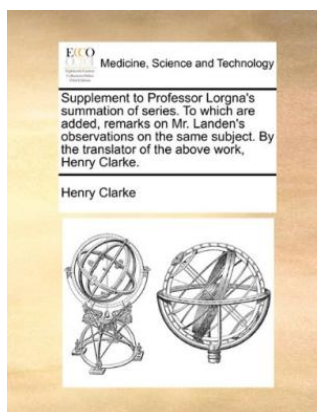 ECCO
Medicine, Science and Technology
Supplement to Professor Lorgna's
summation of series. To which are
added, remarks on Mr. Landen's
observations on the same subject. By
the translator of the above work,
Henry Clarke.
Henry Clarke